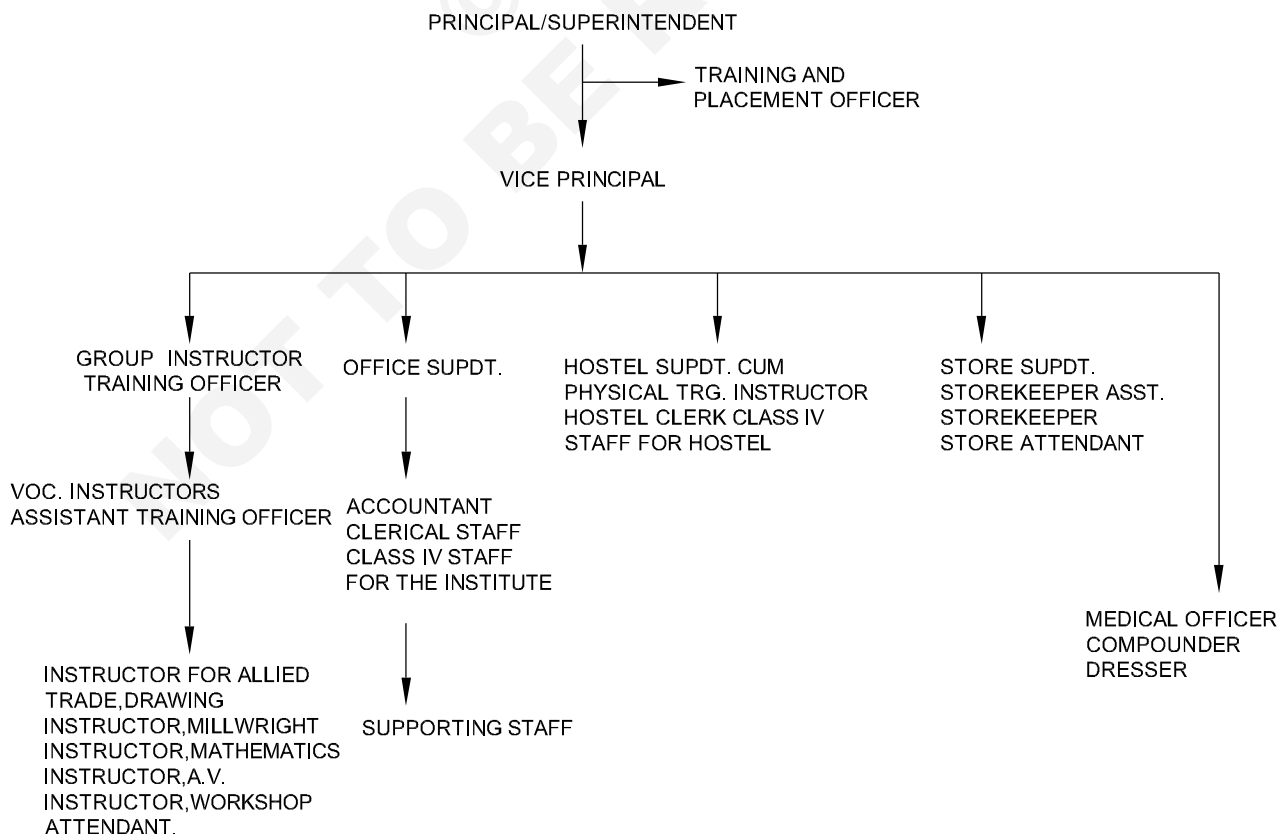 PRINCIPAL/SUPERINTENDENT
TRAINING AND
PLACEMENT OFFICER
VICE PRINCIPAL
GROUP INSTRUCTOR
TRAINING OFFICER
OFFICE SUPDT.
HOSTEL SUPDT. CUM
PHYSICAL TRG. INSTRUCTOR
HOSTEL CLERK CLASS IV
STAFF FOR HOSTEL
STORE SUPDT.
STOREKEEPER ASST.
STOREKEEPER
STORE ATTENDANT
VOC. INSTRUCTORS
ASSISTANT TRAINING OFFICER
ACCOUNTANT
CLERICAL STAFF
CLASS IV STAFF
FOR THE INSTITUTE
MEDICAL OFFICER
COMPOUNDER
DRESSER
INSTRUCTOR FOR ALLIED
TRADE,DRAWING
INSTRUCTOR,MILLWRIGHT
INSTRUCTOR,MATHEMATICS
INSTRUCTOR,A.V.
INSTRUCTOR,WORKSHOP
ATTENDANT.
SUPPORTING STAFF
©
NOT TO BE